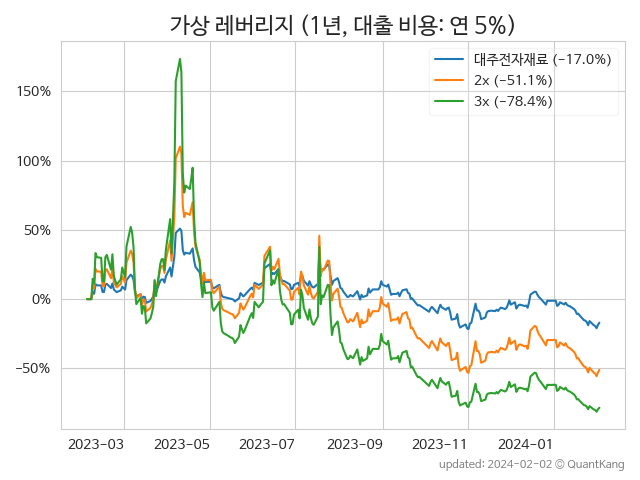 가상 레버리지 (1년, 대출 비용: 연 5%)
대주전자재료 (−17.0%)
2x (−51.1%)
3x (−78.4%)
150%
100%
50%
0%
−50%
2023−03 2023−05 2023−07 2023−09 2023−11 2024−01
updated: 2024-02-02 © QuantKang